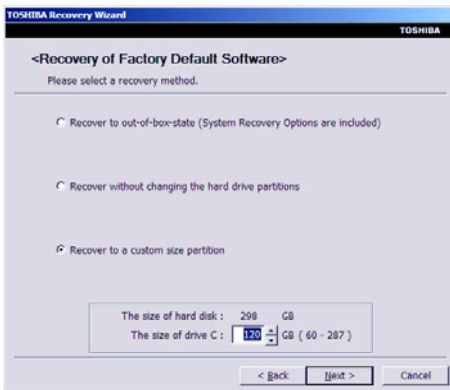 TOSHIBA Recovery Wizard
TOSHIBA
<Recovery of Factory Default Software>
Please select a recovery method.
Recover to out-of-box-state (System Recovery Options are included)
Recover without changing the hard drive partitions
Recover to a custom size partition
The size of hard disk : 298 GB
The size of drive C : 120 GB ( 60 - 287 )
< Back Next > Cancel